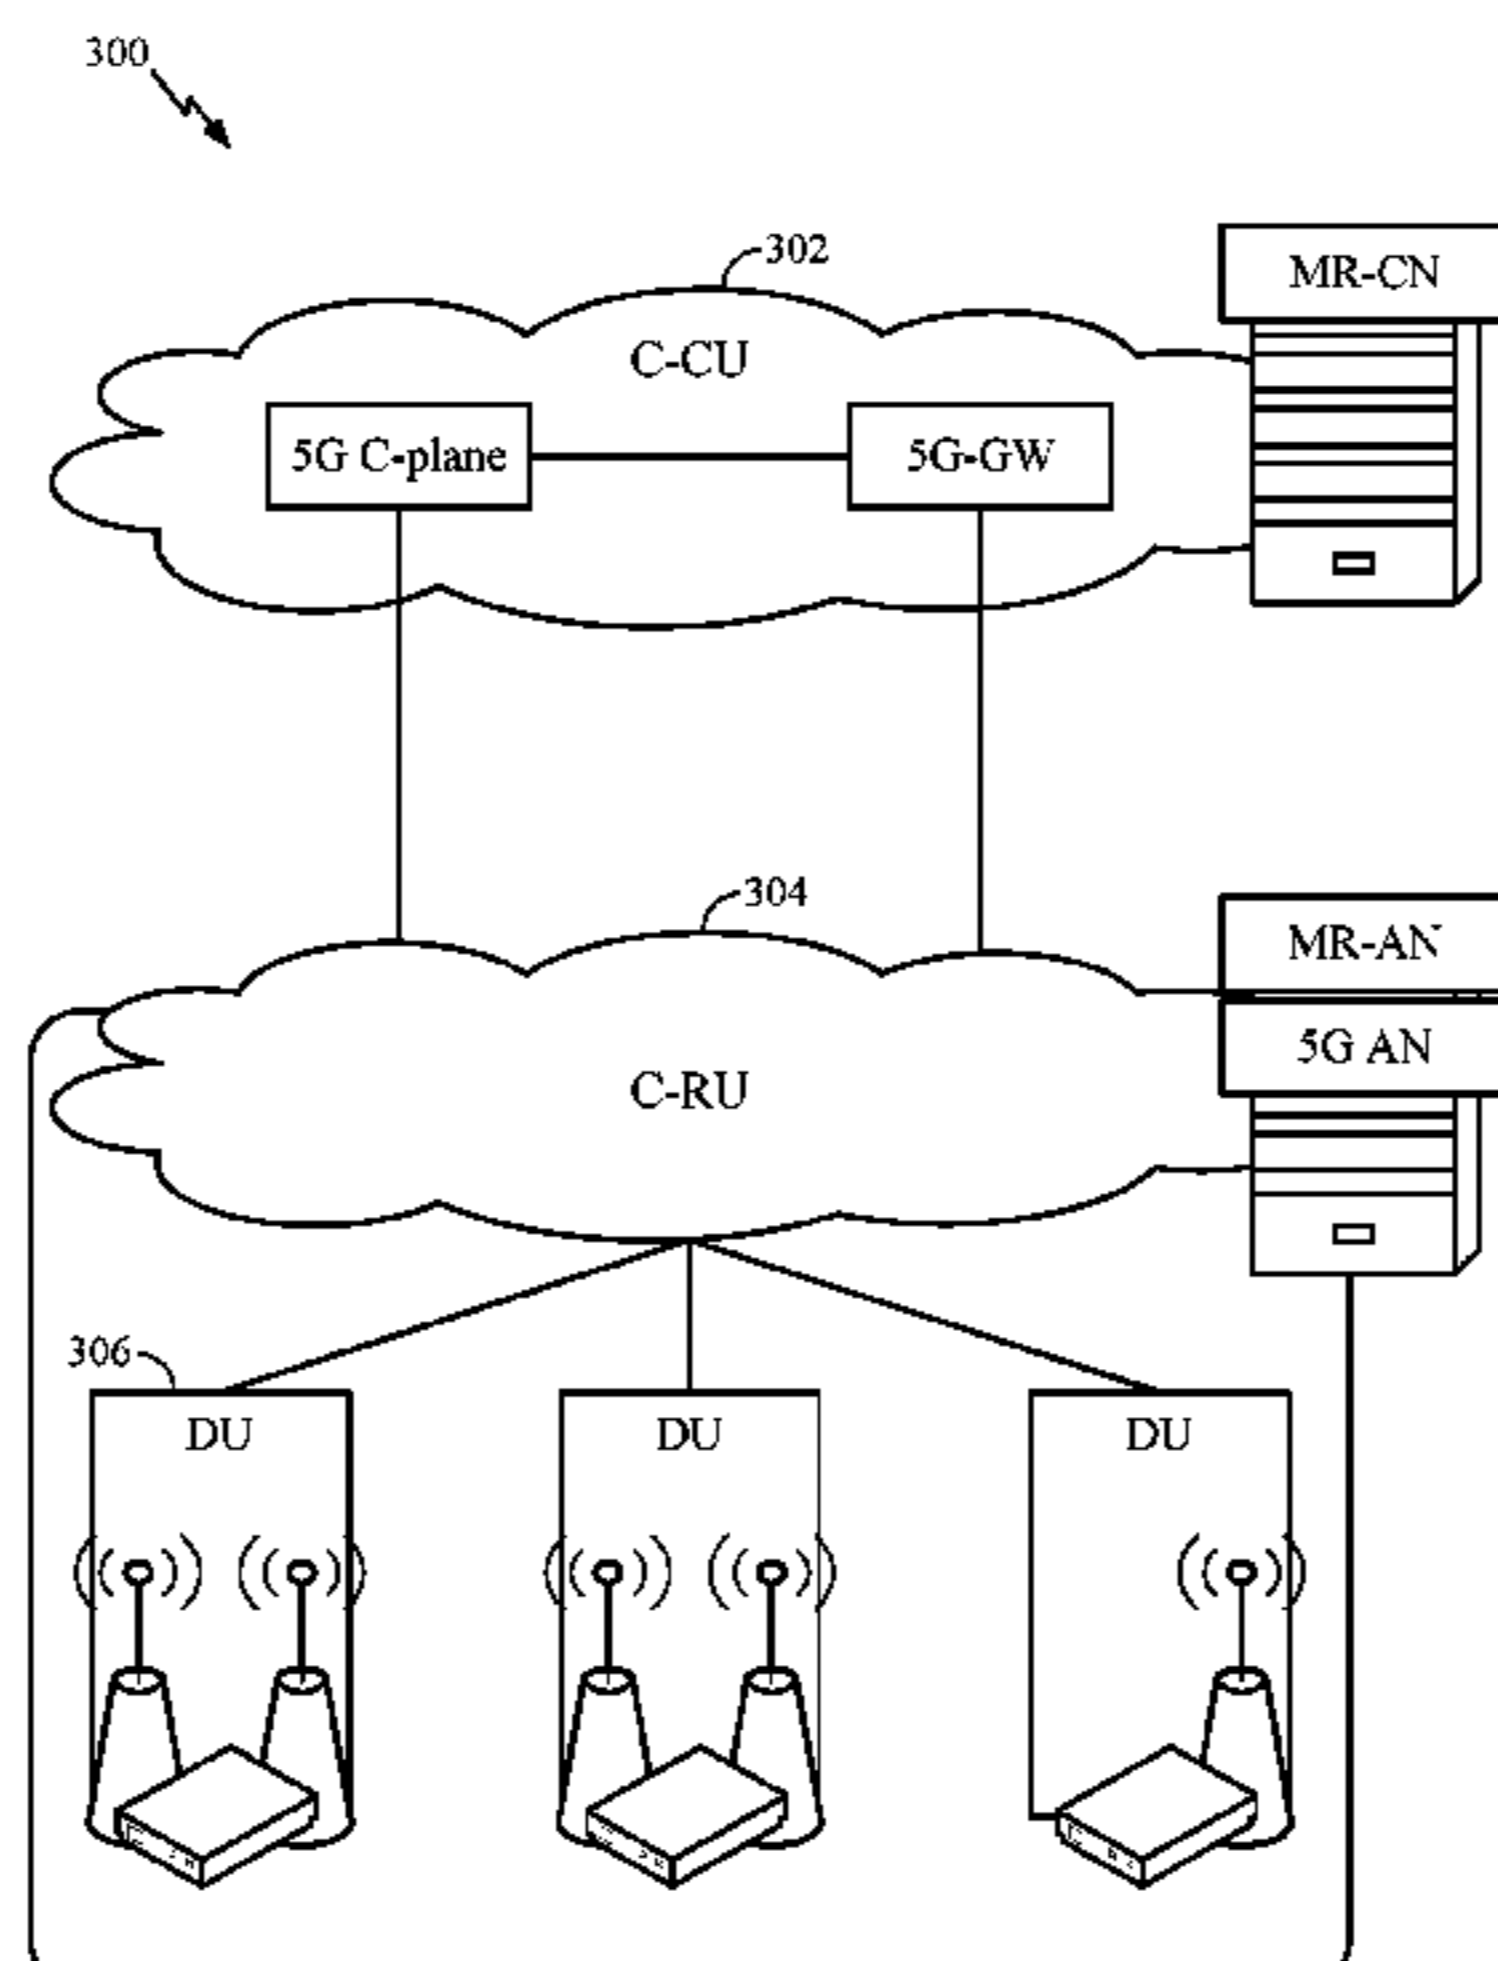 300
302
MR-CN
C-CU
5G C-plane
5G-GW
304
MR-AN
5G AN
C-RU
306
DU
DU
DU